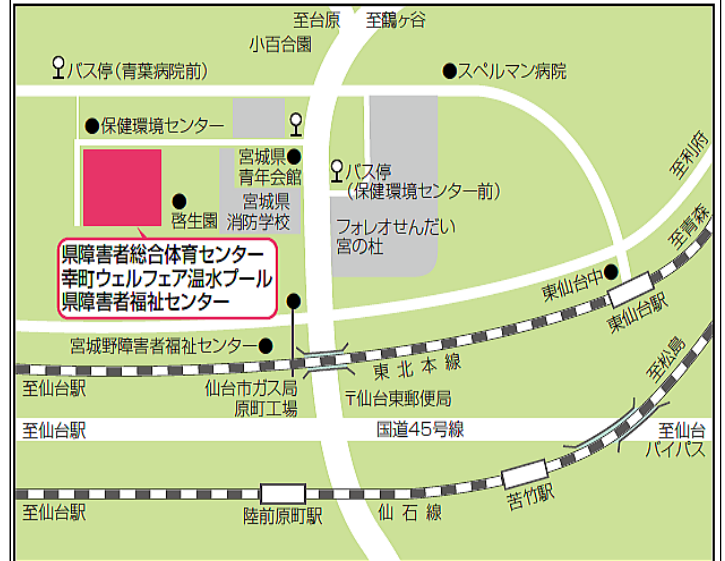 至台原
至鶴ヶ谷
小百合園
バス停(青葉病院前)
スペルマン病院
保健環境センター
宮城県
青年会館
バス停
(保健環境センター前)
至利府
啓生園
宮城県
消防学校
フォレオせんだい
宮の杜
至青森
県障害者総合体育センター
幸町ウェルフェア温水プール
県障害者福祉センター
東仙台中
東仙台駅
宮城野障害者福祉センター
東北本線
至松島
至仙台駅
仙台市ガス局
原町工場
〒仙台東郵便局
至仙台駅
国道45号線
至仙台
バイパス
苦竹駅
至仙台駅
陸前原町駅
仙石線